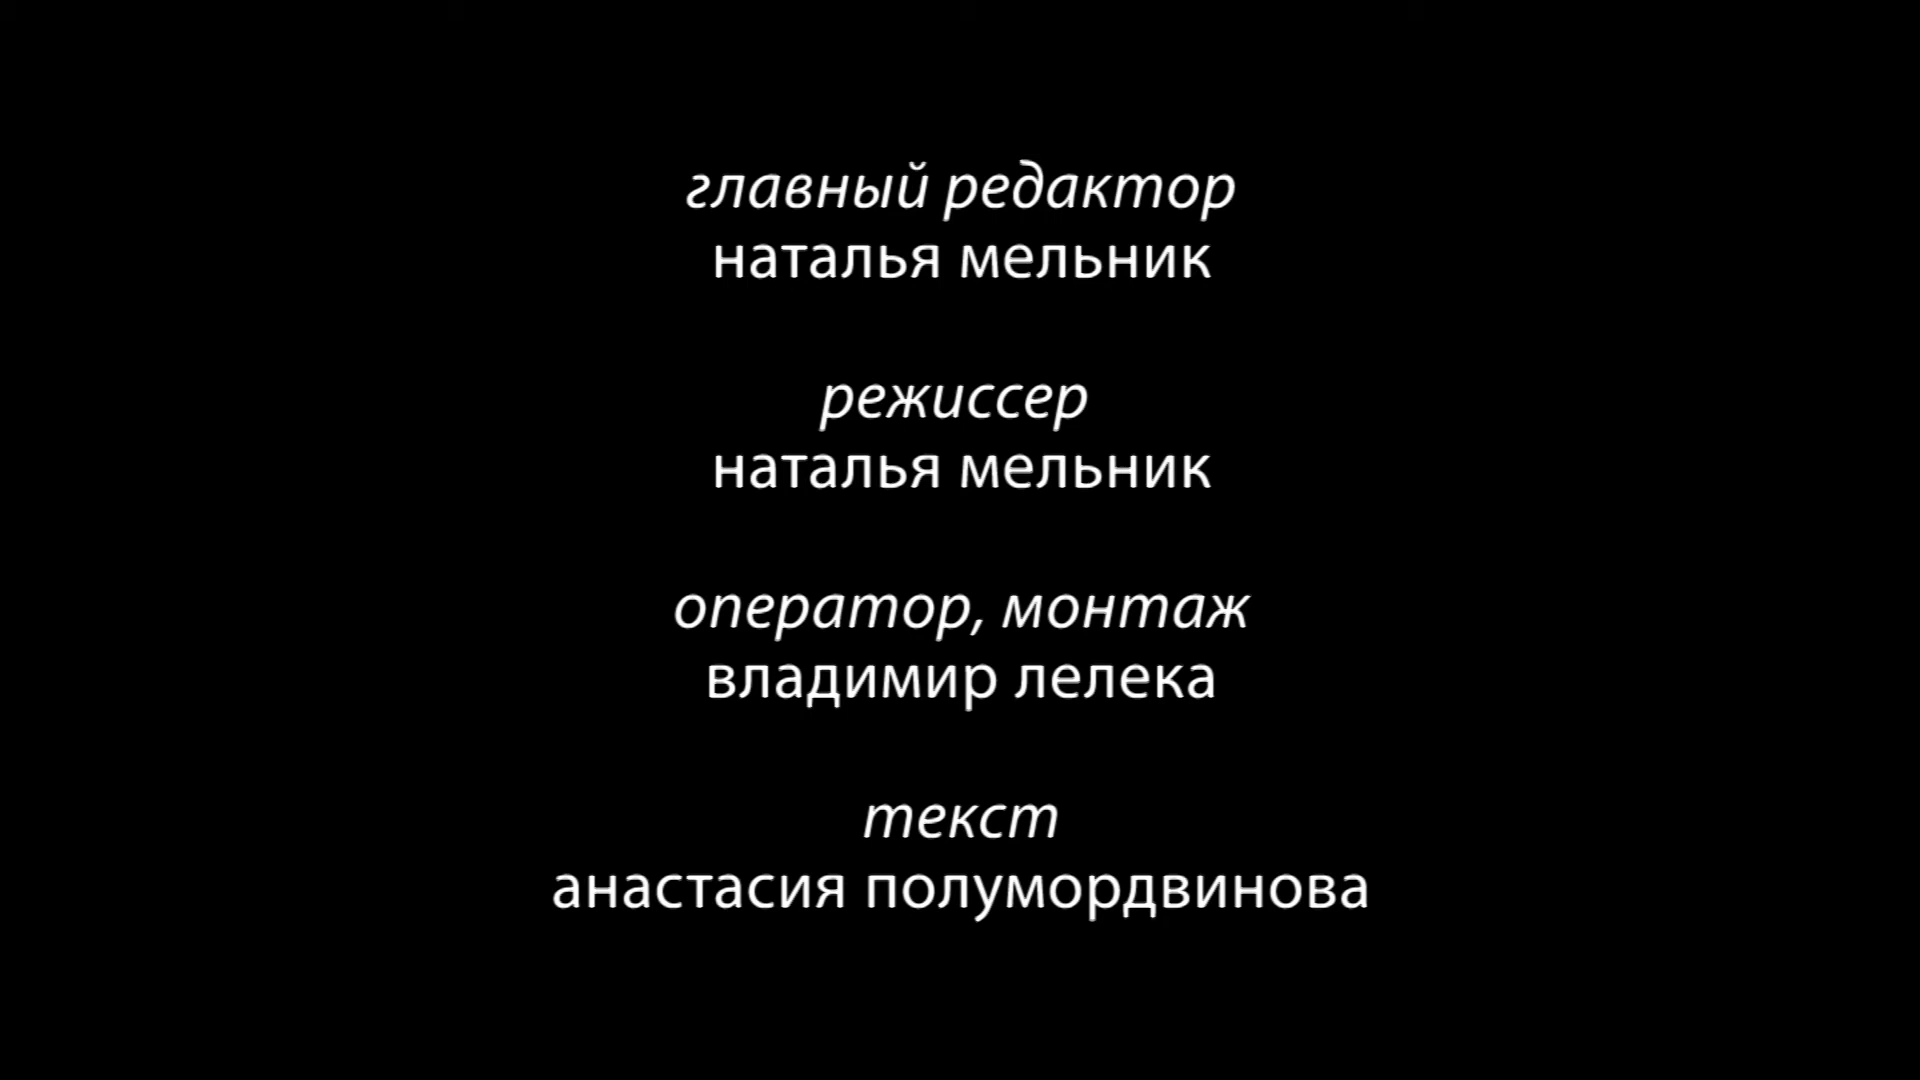 главный редактор
наталья мельник
режиссер
наталья мельник
оператор, монтаж
владимир лелека
текст
анастасия полумордвинова